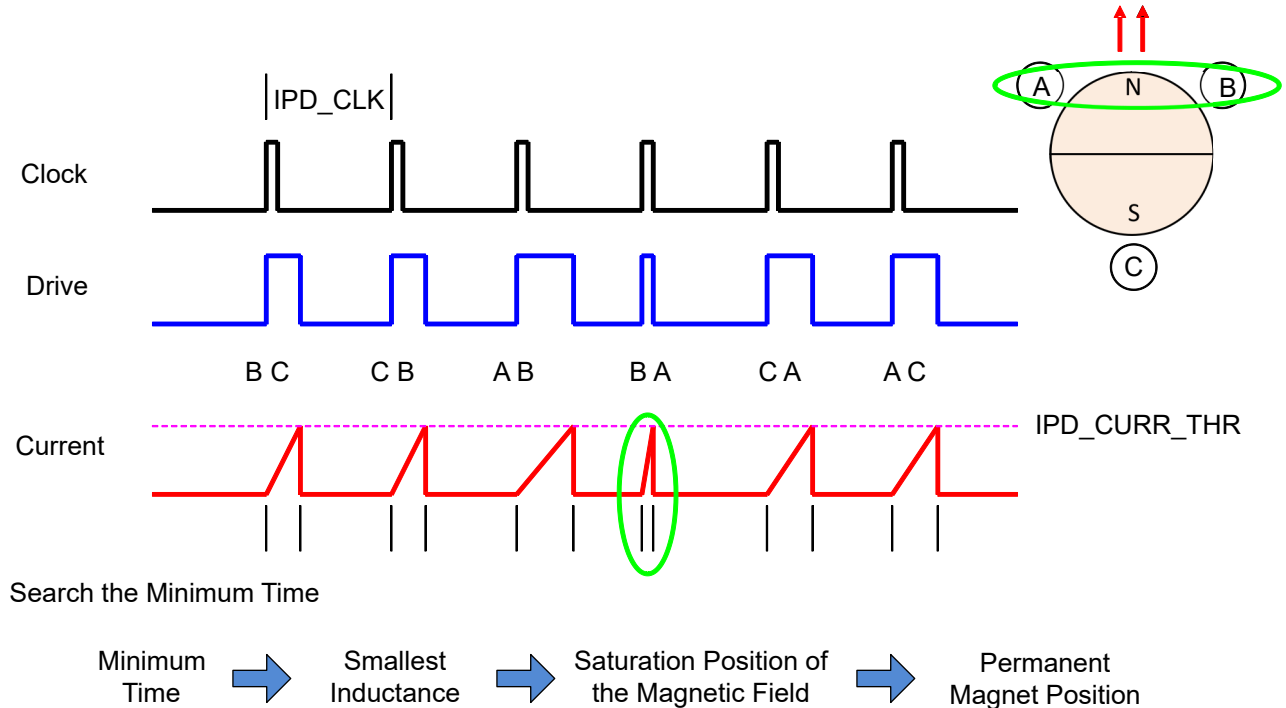 IPD_CLK
A
N
B
Clock
S
C
Drive
B C
C B
A B
B A
C A
A C
IPD_CURR_THR
Current
Search the Minimum Time
Minimum
Time
Smallest
Inductance
Saturation Position of
the Magnetic Field
Permanent
Magnet Position